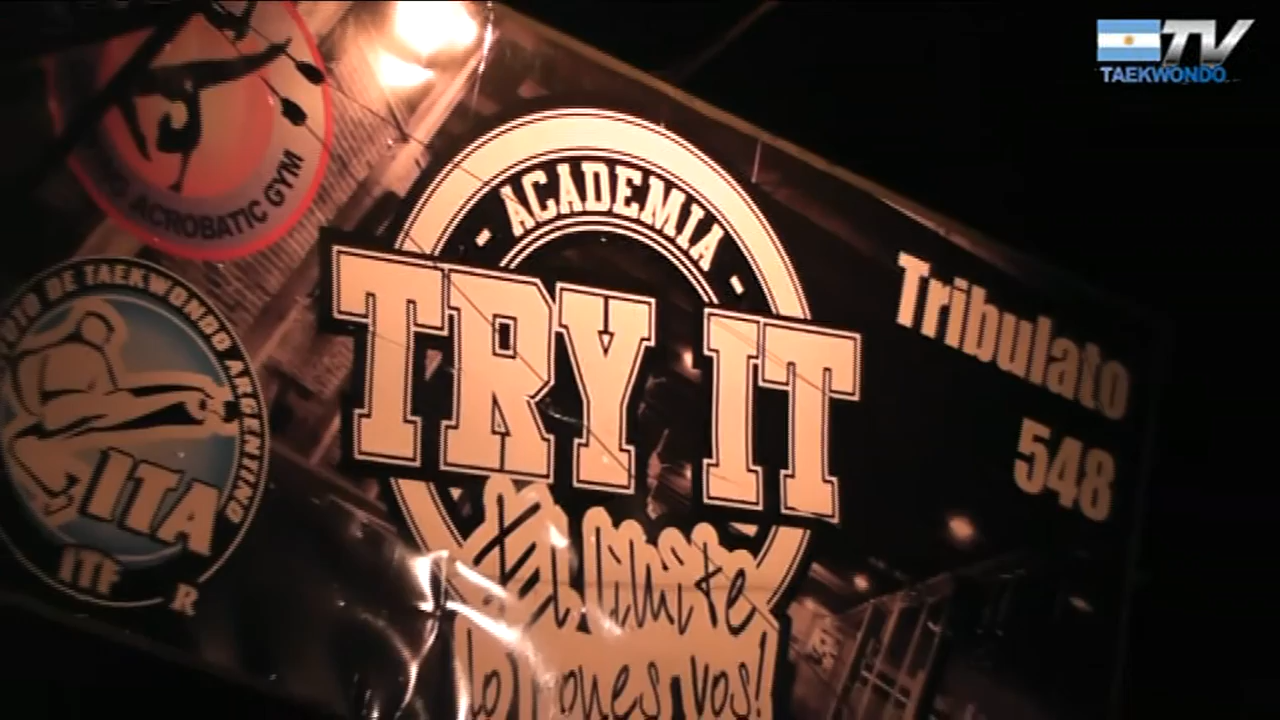 TV
TAEKWONDO
ACROBATIC GYM
- ACADEMIA -
TRY IT
Tribulato
548
DE TAEKWONDO ARGENTINO
ITA
ITF R
El límite
lo pones vos!